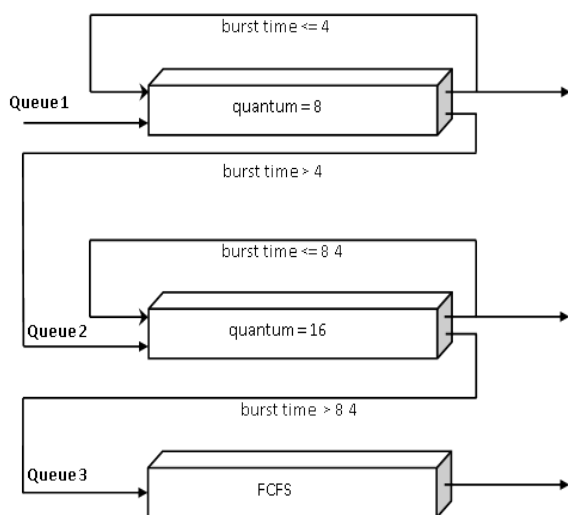 burst time <= 4
Queue 1
quantum = 8
burst time > 4
burst time <= 8 4
Queue 2
quantum = 16
burst time > 8 4
Queue 3
FCFS